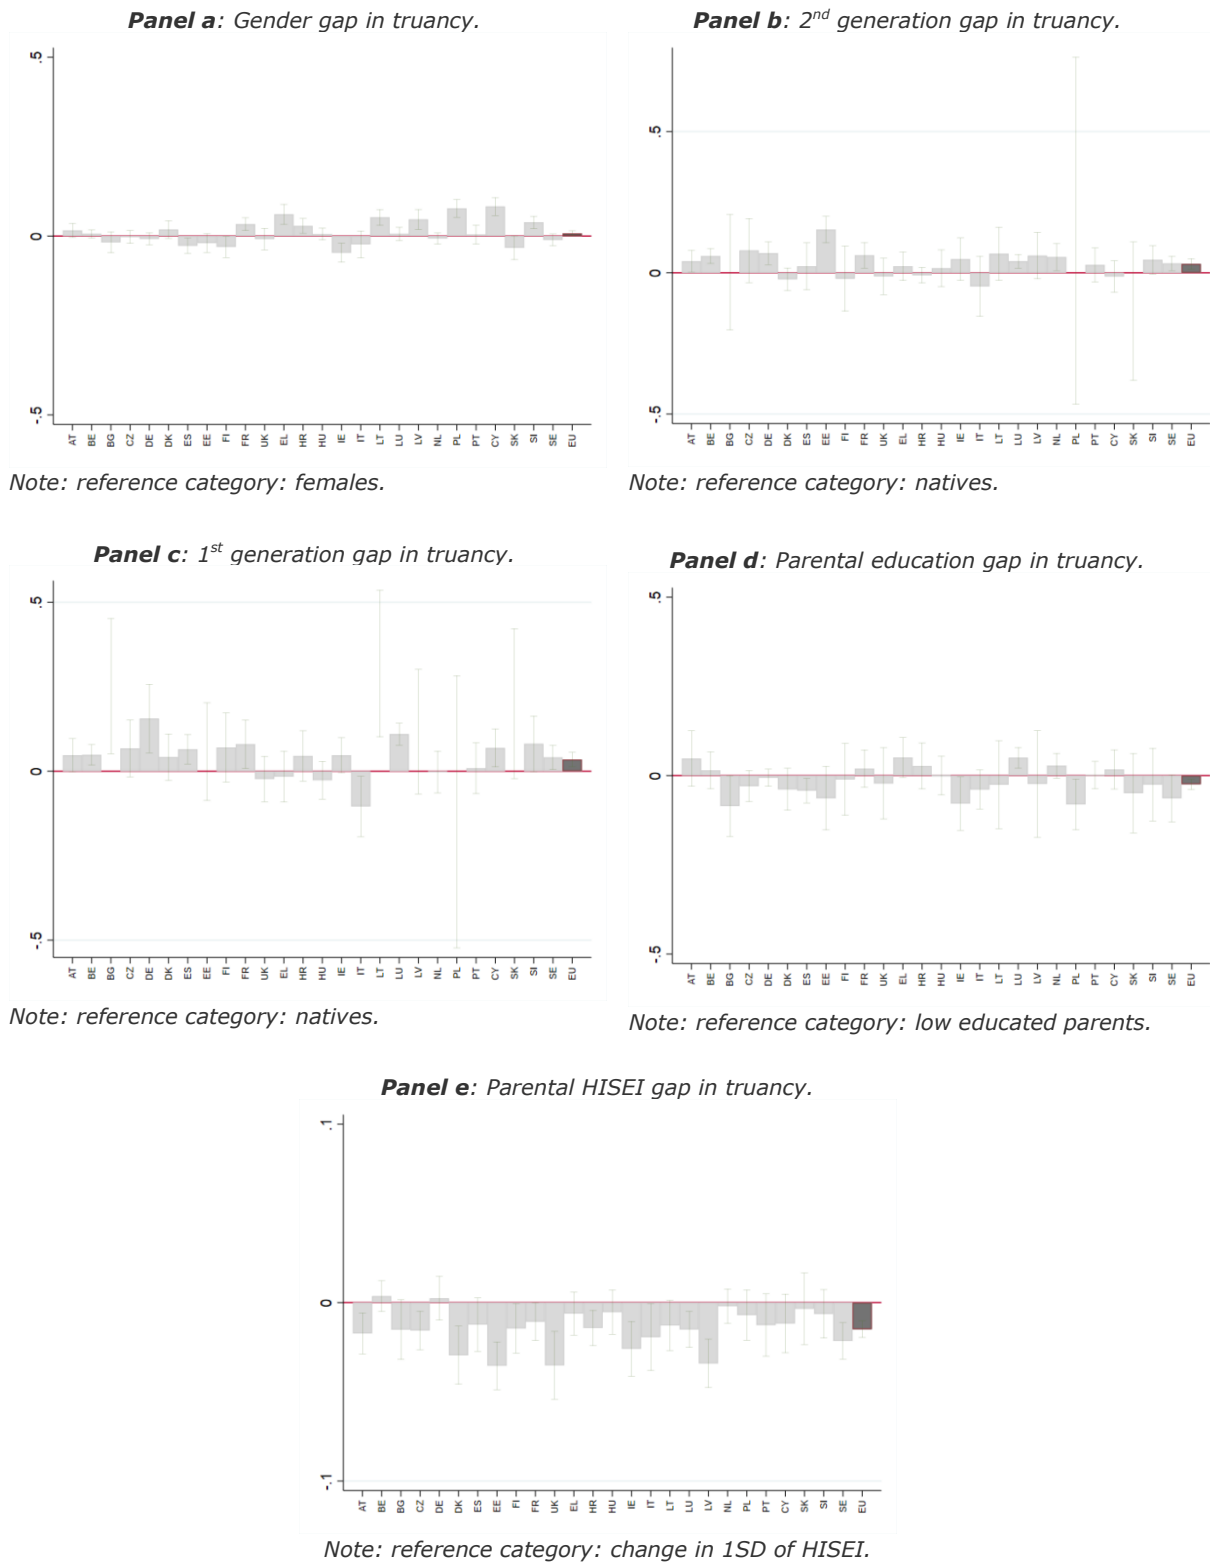 Panel a: Gender gap in truancy.
.5
0
-.5
AT BE BG CZ DE DK ES EE FI FR UK EL HR HU IE IT LT LU LV NL PL PT CY SK SI SE EU
Note: reference category: females.
Panel b: 2nd generation gap in truancy.
.5
0
-.5
AT BE BG CZ DE DK ES EE FI FR UK EL HR HU IE IT LT LU LV NL PL PT CY SK SI SE EU
Note: reference category: natives.
Panel c: 1st generation gap in truancy.
.5
0
-.5
AT BE BG CZ DE DK ES EE FI FR UK EL HR HU IE IT LT LU LV NL PL PT CY SK SI SE EU
Note: reference category: natives.
Panel d: Parental education gap in truancy.
.5
0
-.5
AT BE BG CZ DE DK ES EE FI FR UK EL HR HU IE IT LT LU LV NL PL PT CY SK SI SE EU
Note: reference category: low educated parents.
Panel e: Parental HISEI gap in truancy.
.1
0
-.1
AT BE BG CZ DE DK ES EE FI FR UK EL HR HU IE IT LT LU LV NL PL PT CY SK SI SE EU
Note: reference category: change in 1SD of HISEI.